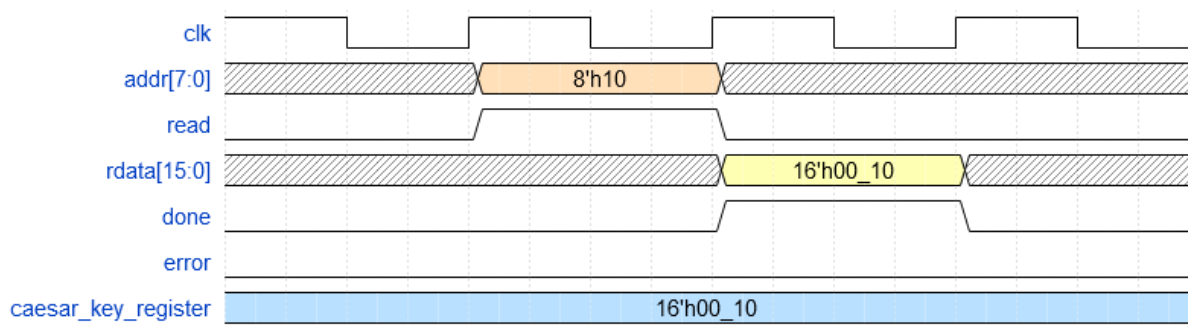 clk
addr[7:0] 8'h10
read
rdata[15:0] 16'h00_10
done
error
caesar_key_register 16'h00_10